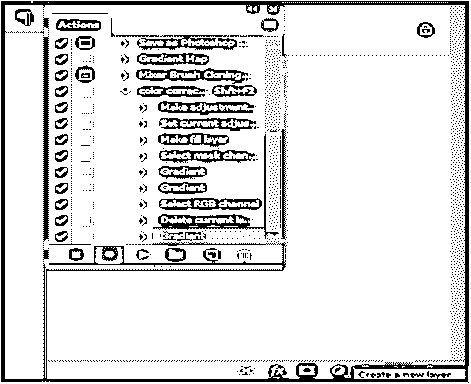 Actions
Save as Photoshop ...
Gradient Map
Mixer Brush Cloning...
color correc... Shift+F2
Make adjustment...
Set current adjus...
Make fill layer
Select mask chan...
Gradient
Gradient
Select RGB channel
Delete current la...
Gradient
Create a new layer